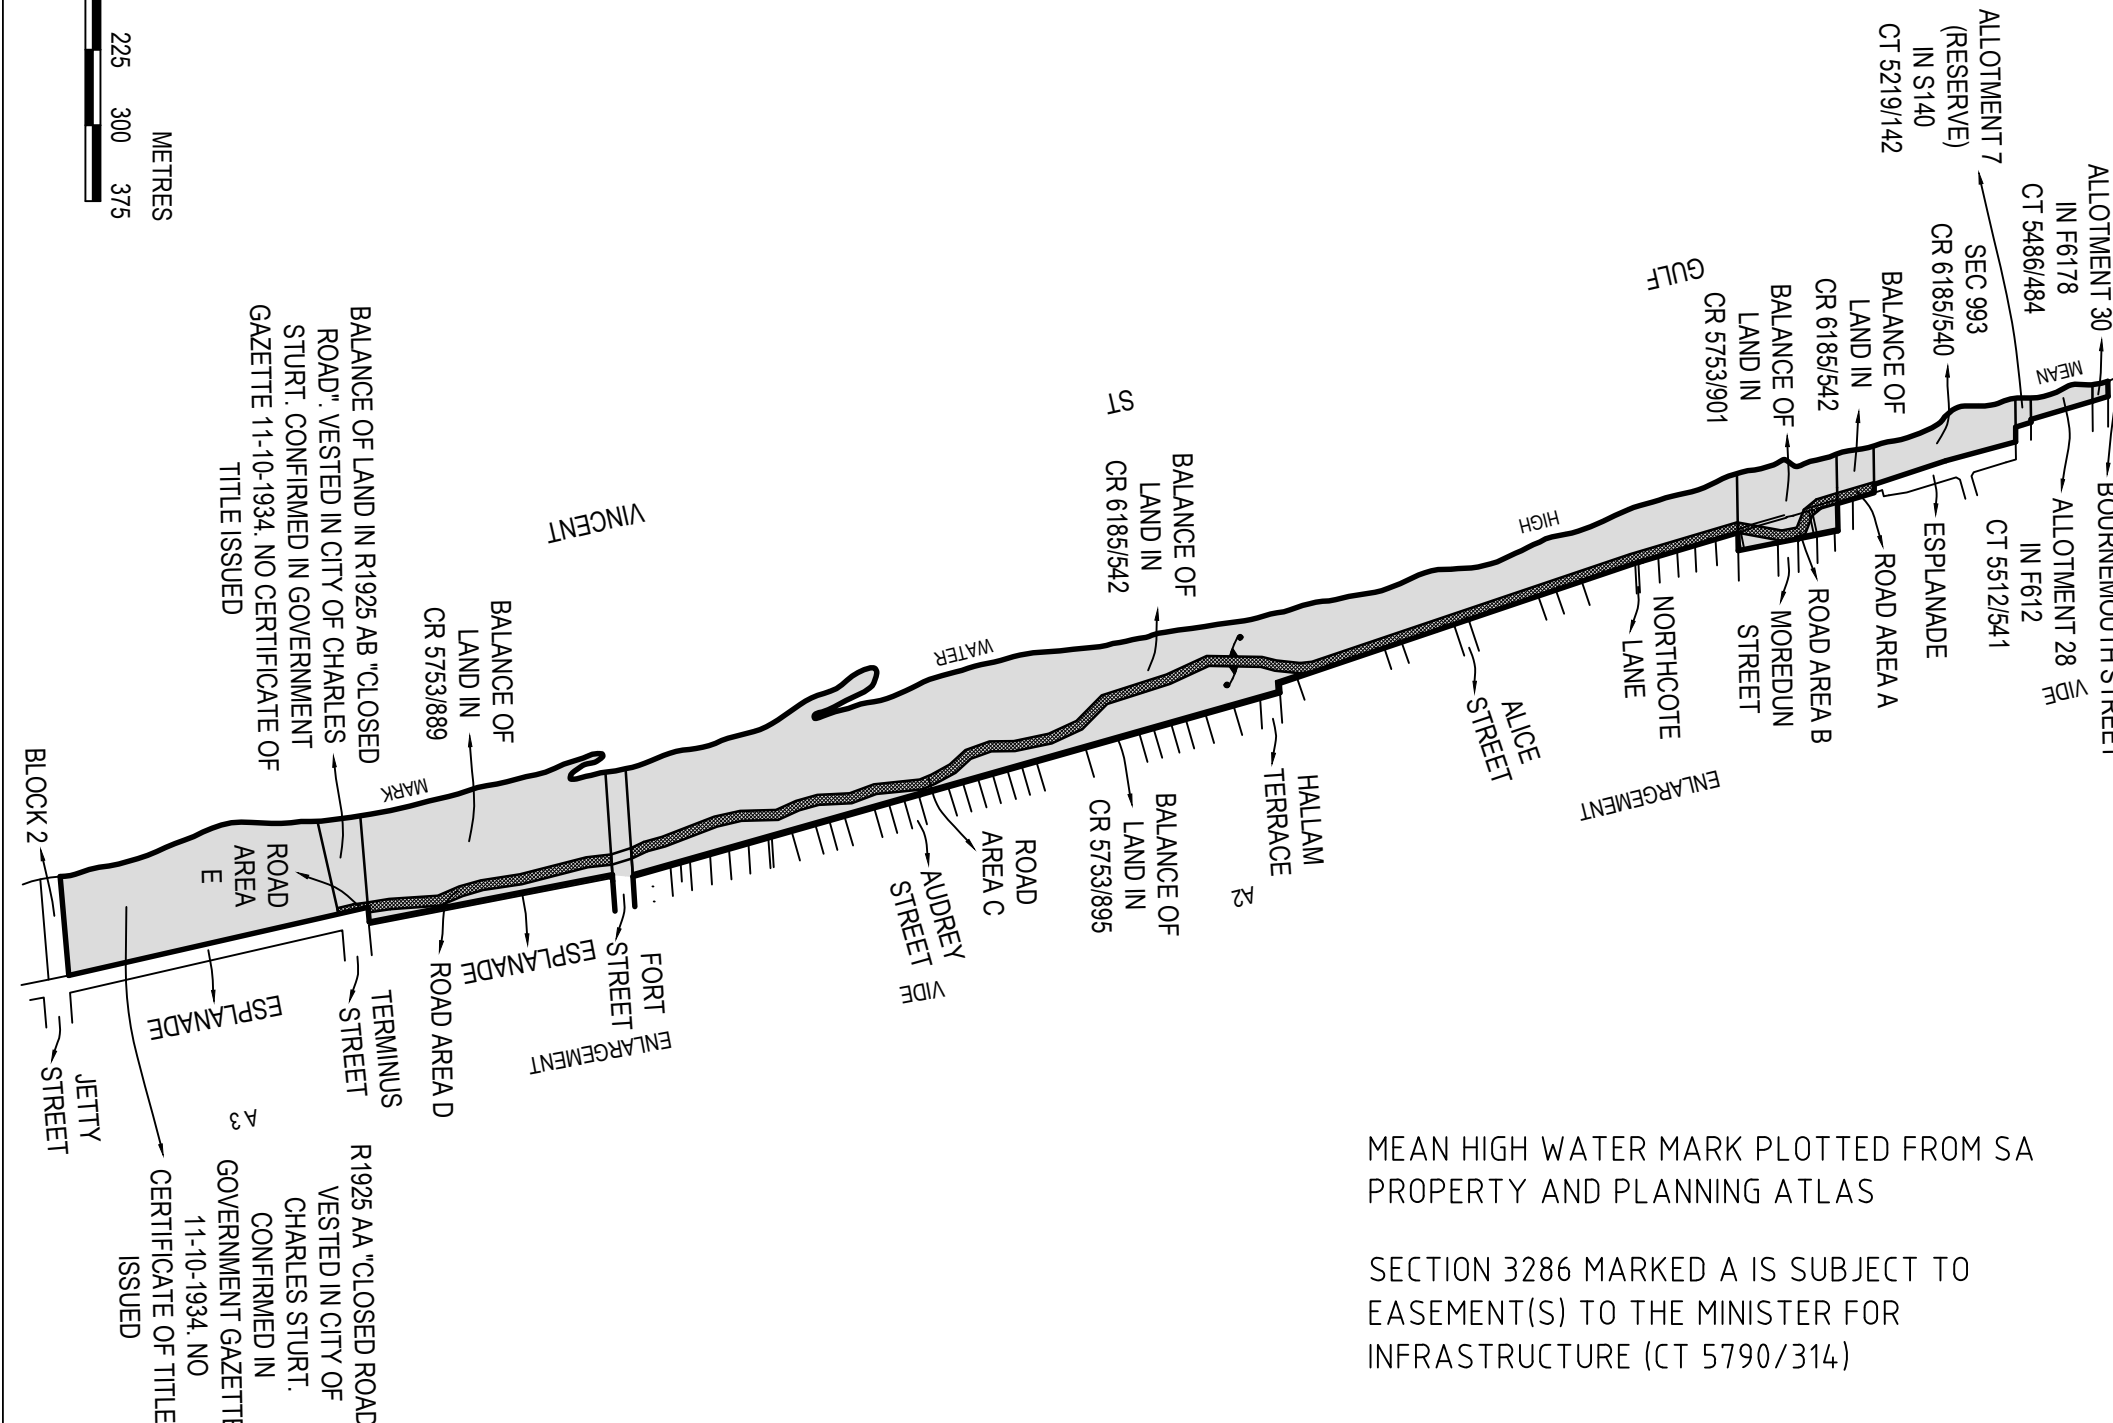 225
300
375
METRES
ALLOTMENT 7
(RESERVE)
IN S140
CT 5219/142
ALLOTMENT 30
IN F6178
CT 5486/484
SEC 993
CR 6185/540
BALANCE OF
LAND IN
CR 6185/542
BALANCE OF
LAND IN
CR 5753/901
GULF
ST
VINCENT
MEAN
HIGH
WATER
MARK
BOURNEMOUTH STREET
ALLOTMENT 28
IN F612
CT 5512/541
VIDE
ENLARGEMENT
A2
ESPLANADE
ROAD AREA A
ROAD AREA B
MOREDUN
STREET
NORTHCOTE
LANE
ALICE
STREET
HALLAM
TERRACE
BALANCE OF
LAND IN
CR 6185/542
BALANCE OF
LAND IN
CR 5753/895
ROAD
AREA C
AUDREY
STREET
VIDE
ENLARGEMENT
A3
FORT
STREET
ESPLANADE
ROAD AREA D
BALANCE OF
LAND IN
CR 5753/889
BALANCE OF LAND IN R1925 AB "CLOSED
ROAD". VESTED IN CITY OF CHARLES
STURT. CONFIRMED IN GOVERNMENT
GAZETTE 11-10-1934. NO CERTIFICATE OF
TITLE ISSUED
ROAD
AREA
E
TERMINUS
STREET
ESPLANADE
BLOCK 2
JETTY
STREET
R1925 AA "CLOSED ROAD
VESTED IN CITY OF
CHARLES STURT.
CONFIRMED IN
GOVERNMENT GAZETTE
11-10-1934. NO
CERTIFICATE OF TITLE
ISSUED
MEAN HIGH WATER MARK PLOTTED FROM SA
PROPERTY AND PLANNING ATLAS
SECTION 3286 MARKED A IS SUBJECT TO
EASEMENT(S) TO THE MINISTER FOR
INFRASTRUCTURE (CT 5790/314)